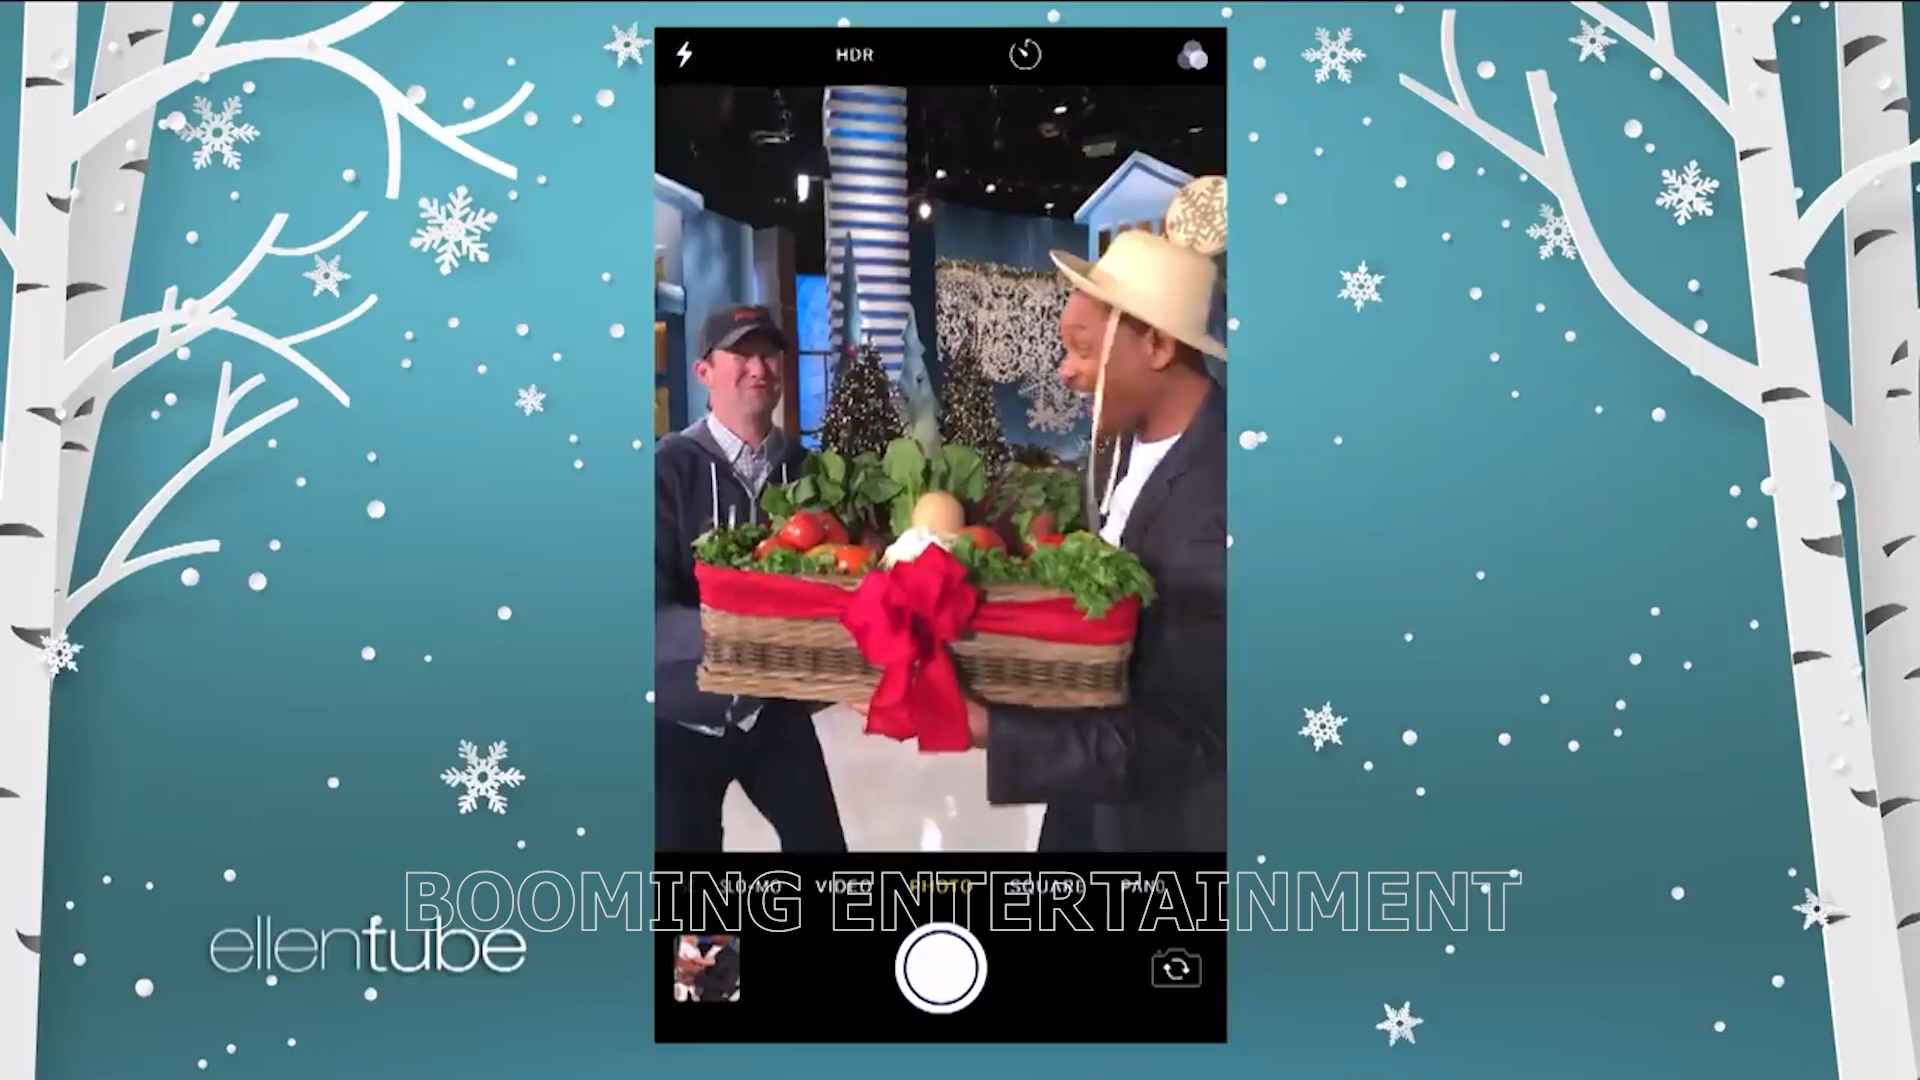 HDR
SLO-MO VIDEO PHOTO SQUARE PANO
BOOMING ENTERTAINMENT
ellentube